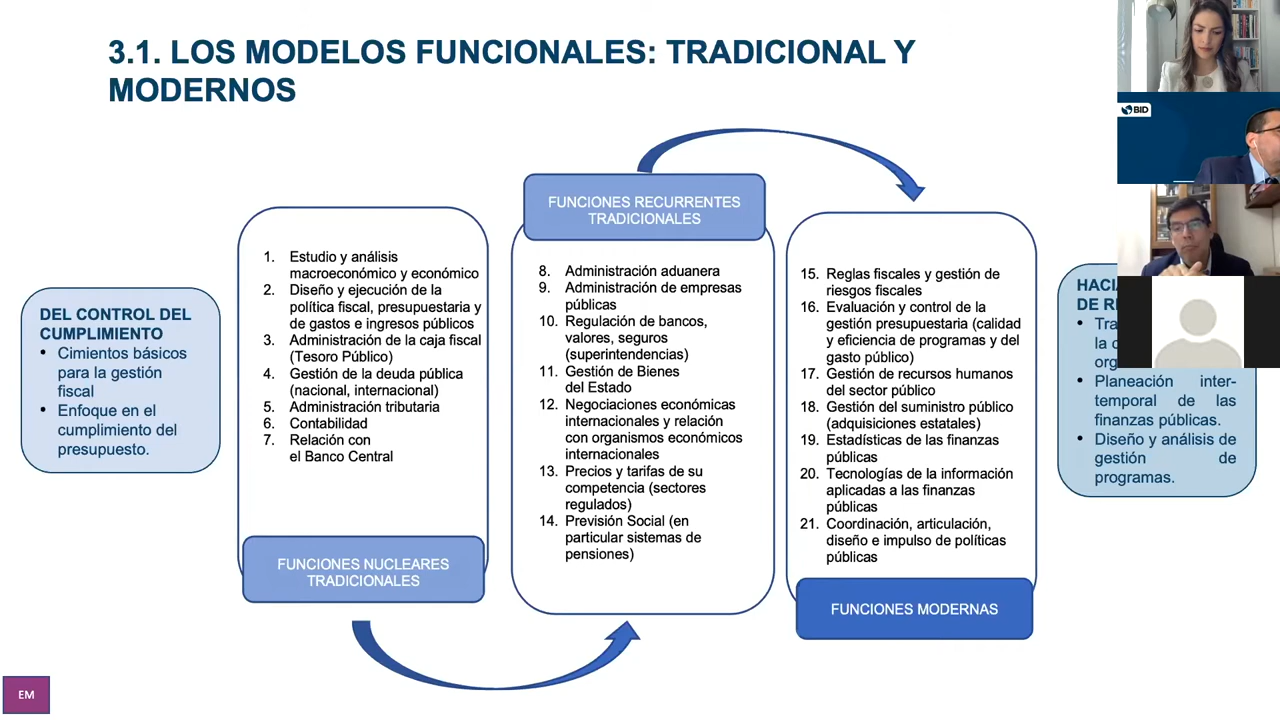 3.1. LOS MODELOS FUNCIONALES: TRADICIONAL Y
MODERNOS
BID
DEL CONTROL DEL
CUMPLIMIENTO
• Cimientos básicos
para la gestión
fiscal
• Enfoque en el
cumplimiento del
presupuesto.
1. Estudio y análisis
macroeconómico y económico
2. Diseño y ejecución de la
política fiscal, presupuestaria y
de gastos e ingresos públicos
3. Administración de la caja fiscal
(Tesoro Público)
4. Gestión de la deuda pública
(nacional, internacional)
5. Administración tributaria
6. Contabilidad
7. Relación con
el Banco Central
FUNCIONES NUCLEARES
TRADICIONALES
FUNCIONES RECURRENTES
TRADICIONALES
8. Administración aduanera
9. Administración de empresas
públicas
10. Regulación de bancos,
valores, seguros
(superintendencias)
11. Gestión de Bienes
del Estado
12. Negociaciones económicas
internacionales y relación
con organismos económicos
internacionales
13. Precios y tarifas de su
competencia (sectores
regulados)
14. Previsión Social (en
particular sistemas de
pensiones)
15. Reglas fiscales y gestión de
riesgos fiscales
16. Evaluación y control de la
gestión presupuestaria (calidad
y eficiencia de programas y del
gasto público)
17. Gestión de recursos humanos
del sector público
18. Gestión del suministro público
(adquisiciones estatales)
19. Estadísticas de las finanzas
públicas
20. Tecnologías de la información
aplicadas a las finanzas
públicas
21. Coordinación, articulación,
diseño e impulso de políticas
públicas
FUNCIONES MODERNAS
DE
•
la
• Planeación inter-
temporal de las
finanzas públicas.
• Diseño y análisis de
gestión de
programas.
EM